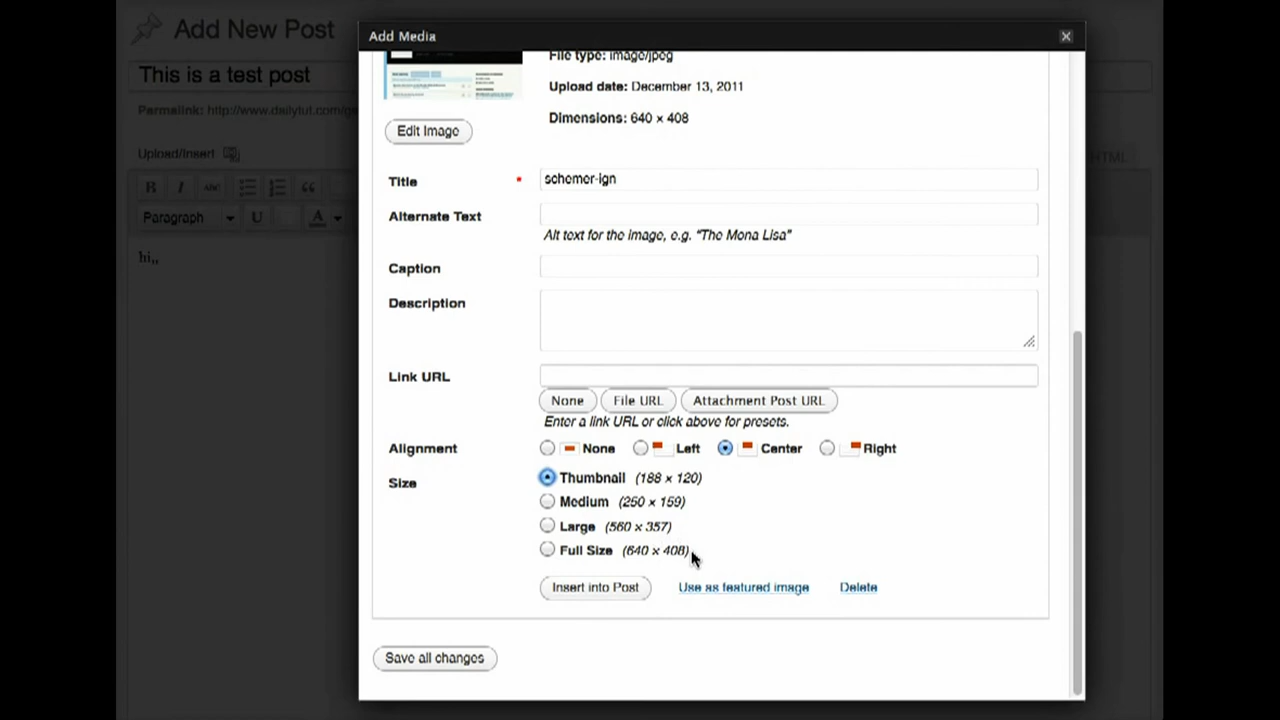 Add New Post
Add Media
This is a test post
File type: image/jpeg
Permalink: http://www.dailytut.com/ge
Upload date: December 13, 2011
Dimensions: 640 × 408
Edit Image
Upload/Insert
HTML
B I ABC
Title * schemer-ign
Paragraph U A
Alternate Text
Alt text for the image, e.g. "The Mona Lisa"
hi,,
Caption
Description
Link URL
None File URL Attachment Post URL
Enter a link URL or click above for presets.
Alignment None Left Center Right
Size Thumbnail (188 × 120)
Medium (250 × 159)
Large (560 × 357)
Full Size (640 × 408)
Insert into Post Use as featured image Delete
Save all changes